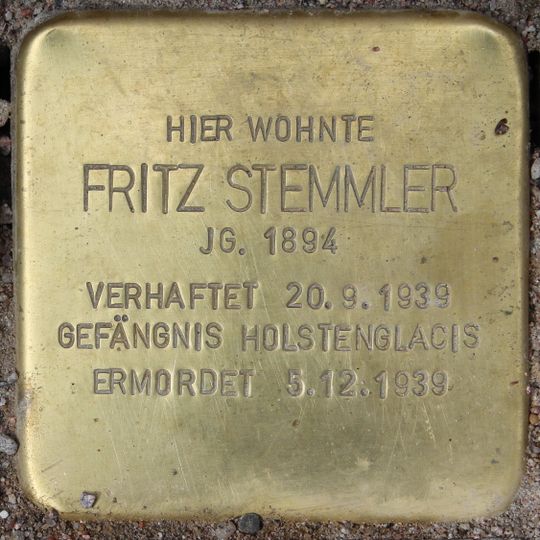 HIER WOHNTE
FRITZ STEMMLER
JG. 1894
VERHAFTET 20.9.1939
GEFÄNGNIS HOLSTENGLACIS
ERMORDET 5.12.1939